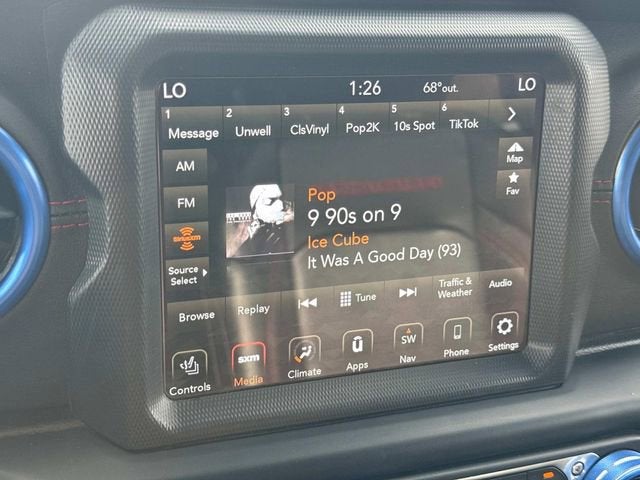 LO 1:26 68°out. LO
1 2 3 4 5 6
Message Unwell ClsVinyl Pop2K 10s Spot TikTok
AM
Map
FM
Fav
Pop
9 90s on 9
SiriusXM
Ice Cube
It Was A Good Day (93)
Source
Select
Browse Replay Tune Traffic & Weather Audio
Controls
sxm
Media
Climate
û
Apps
SW
Nav
Phone
Settings